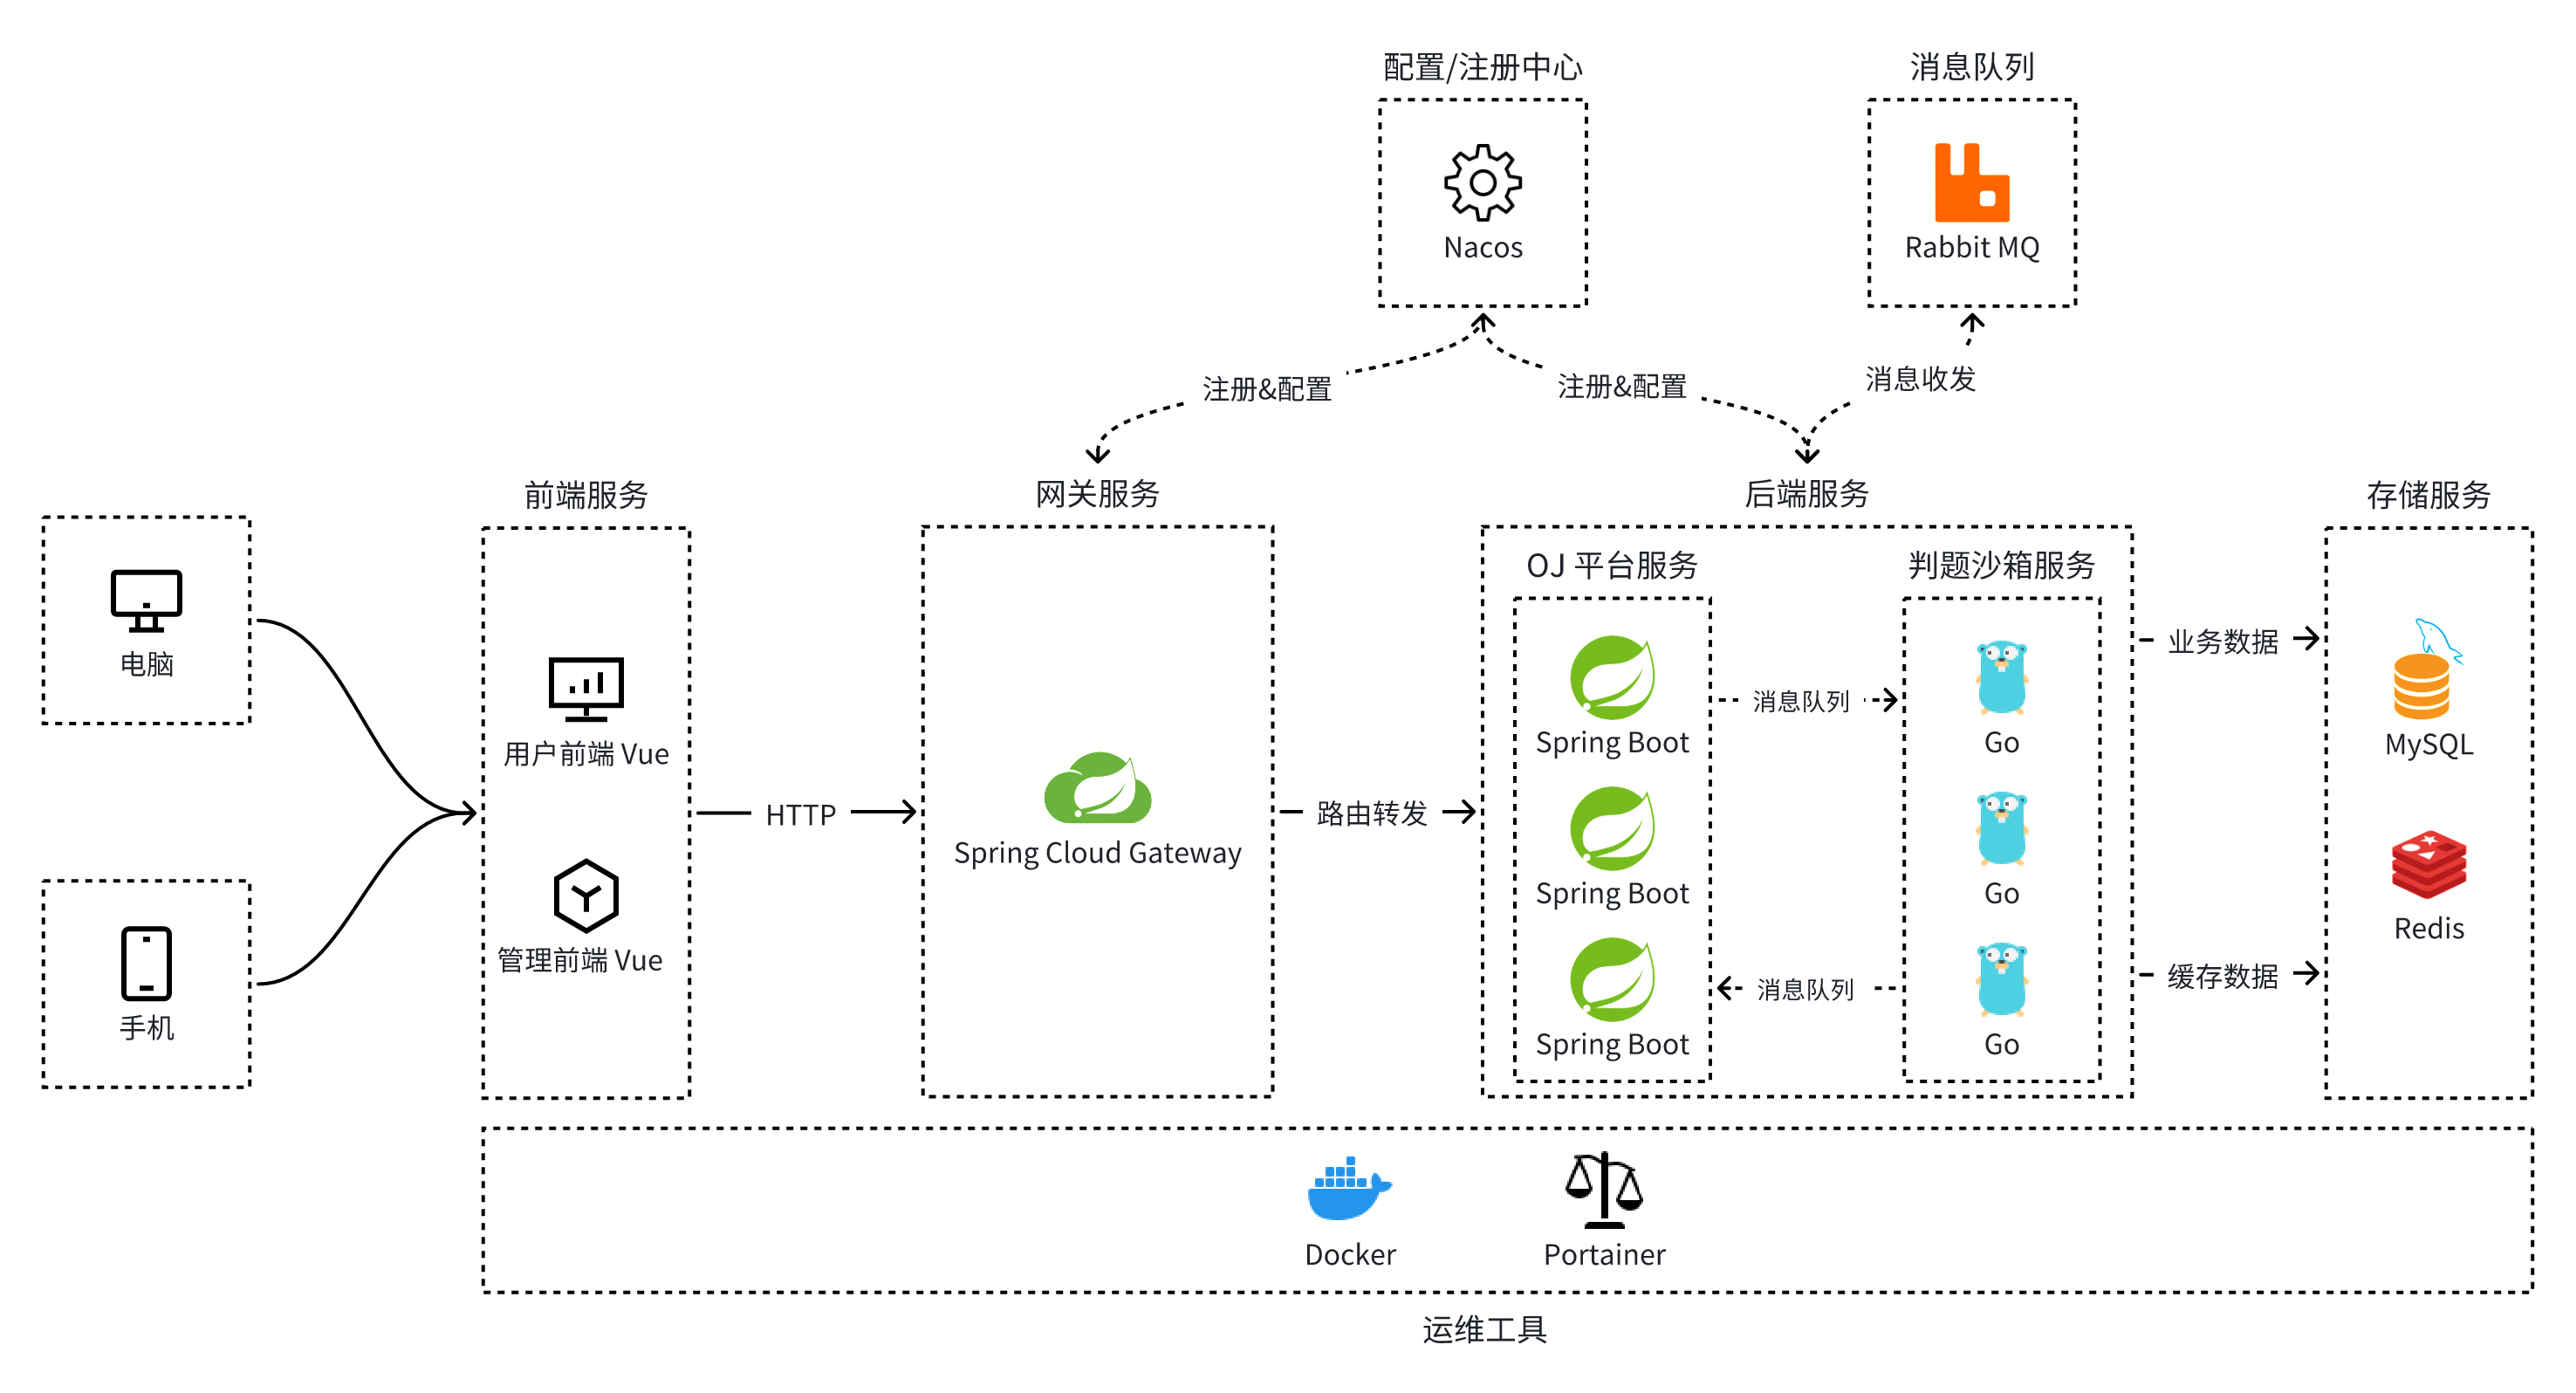 配置/注册中心
消息队列
Nacos
Rabbit MQ
注册&配置
注册&配置
消息收发
前端服务
网关服务
后端服务
存储服务
电脑
手机
用户前端 Vue
管理前端 Vue
HTTP
Spring Cloud Gateway
路由转发
OJ 平台服务
判题沙箱服务
Spring Boot
消息队列
Go
Spring Boot
Go
Spring Boot
消息队列
Go
业务数据
缓存数据
MySQL
Redis
Docker
Portainer
运维工具